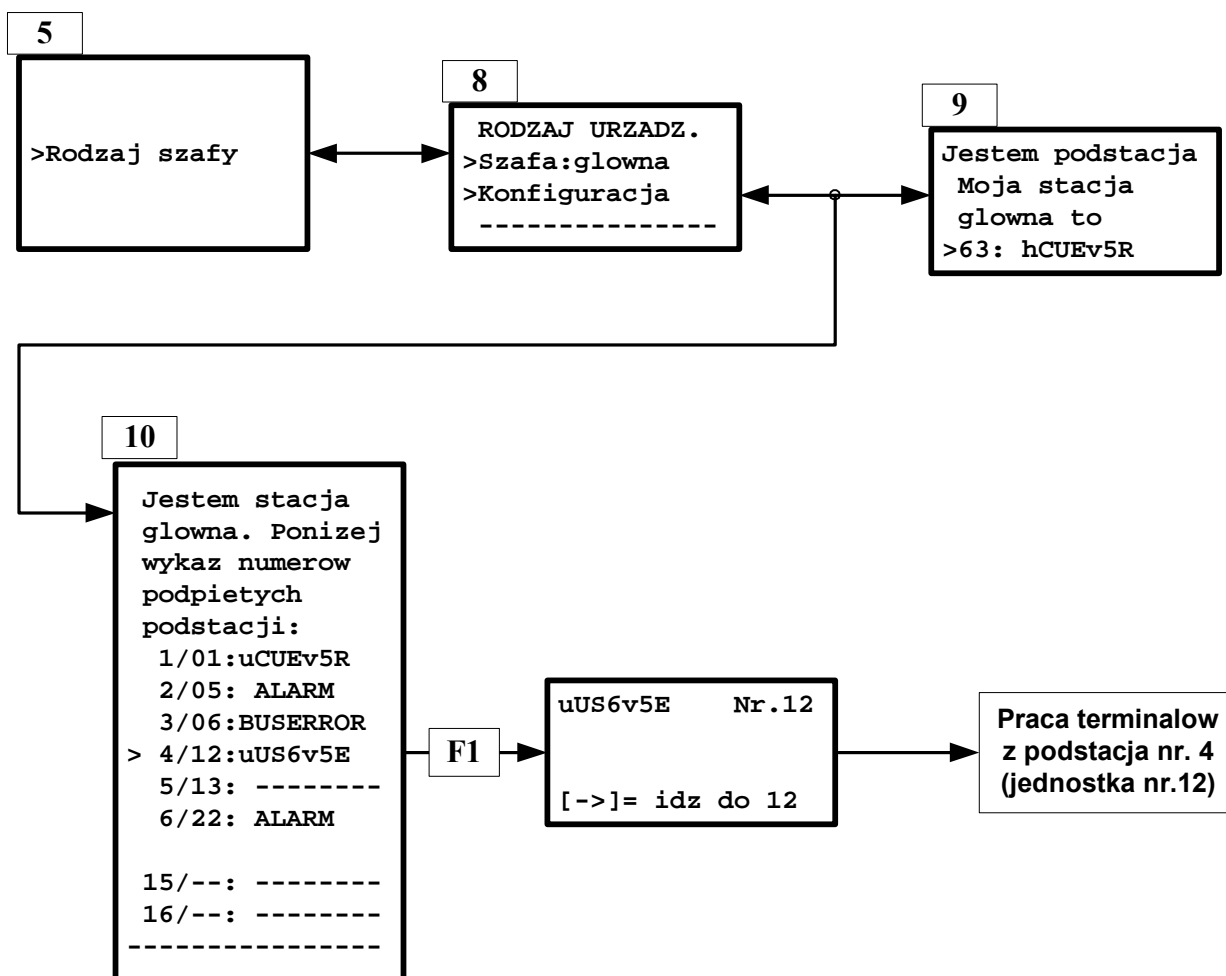 5
>Rodzaj szafy
8
RODZAJ URZADZ.
>Szafa:glowna
>Konfiguracja
---------------
9
Jestem podstacja
Moja stacja
glowna to
>63: hCUEv5R
10
Jestem stacja
glowna. Ponizej
wykaz numerow
podpietych
podstacji:
1/01:uCUEv5R
2/05: ALARM
3/06:BUSERROR
> 4/12:uUS6v5E
5/13: --------
6/22: ALARM
15/--: --------
16/--: --------
----------------
F1
uUS6v5E Nr.12
[->]= idz do 12
Praca terminalow
z podstacja nr. 4
(jednostka nr.12)